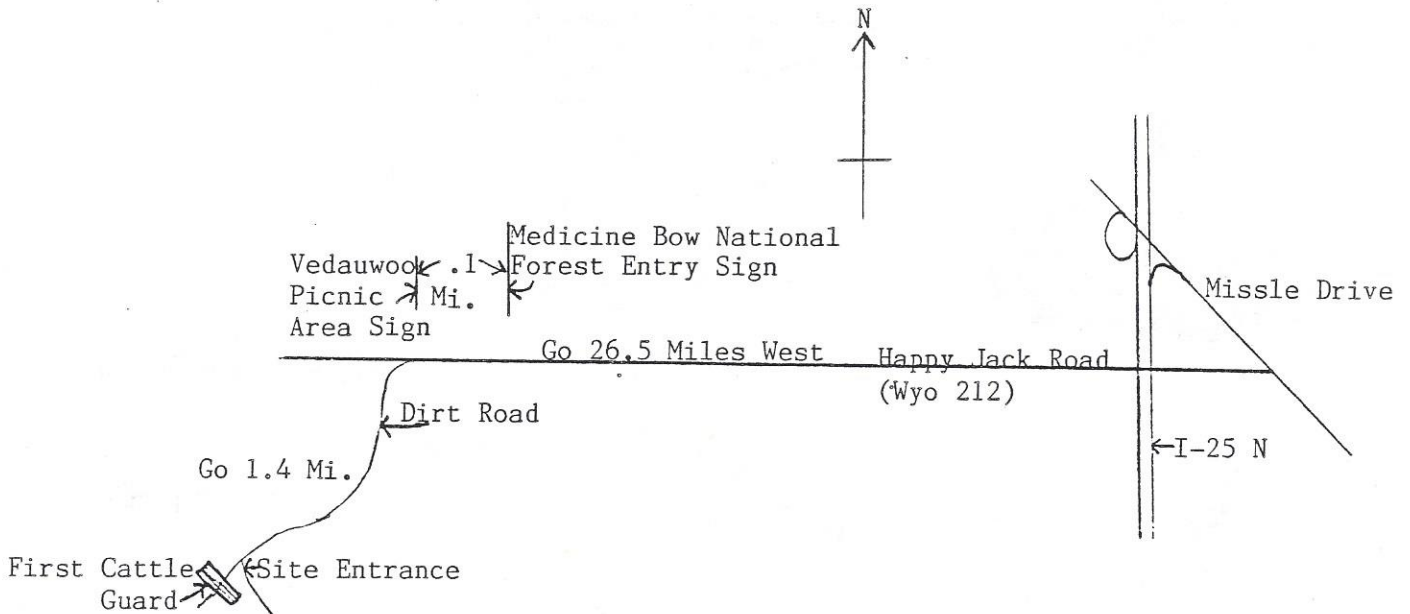 N
Medicine Bow National
Forest Entry Sign
Vedauwoo
Picnic
Area Sign
.1
Mi.
Missle Drive
Go 26.5 Miles West
Happy Jack Road
(Wyo 212)
Dirt Road
I-25 N
Go 1.4 Mi.
First Cattle
Guard
Site Entrance